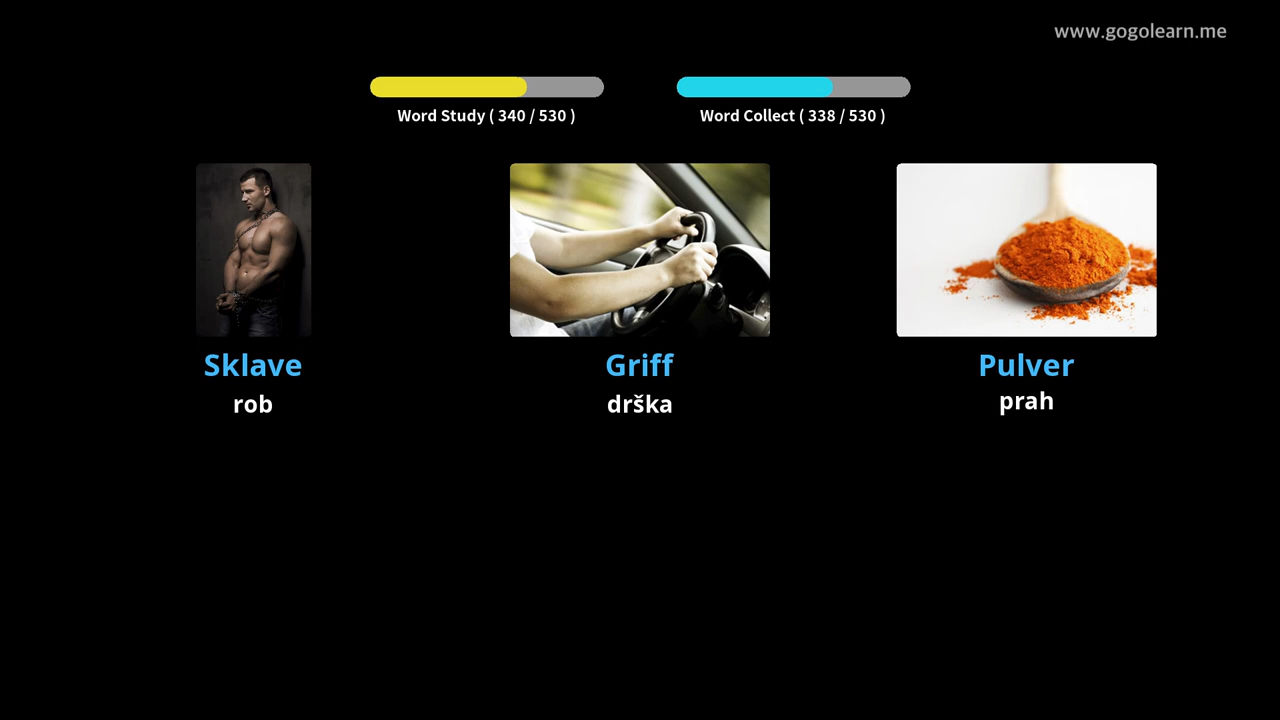 www.gogolearn.me
Word Study ( 340 / 530 )
Word Collect ( 338 / 530 )
Sklave
rob
Griff
drška
Pulver
prah